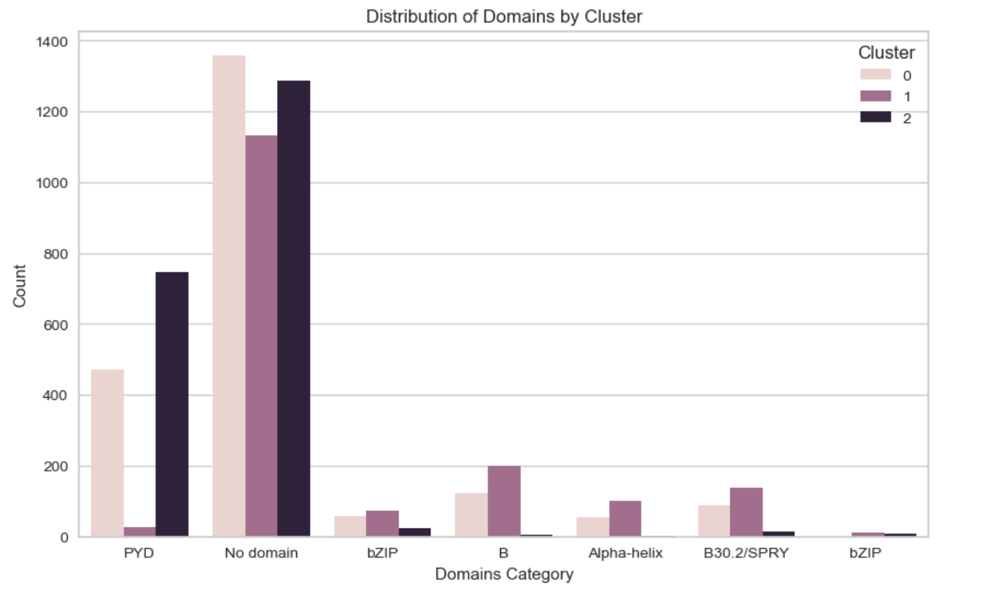 Distribution of Domains by Cluster
1400
1200
1000
800
600
400
200
0
Count
Cluster
0
1
2
PYD No domain bZIP B Alpha-helix B30.2/SPRY bZIP
Domains Category